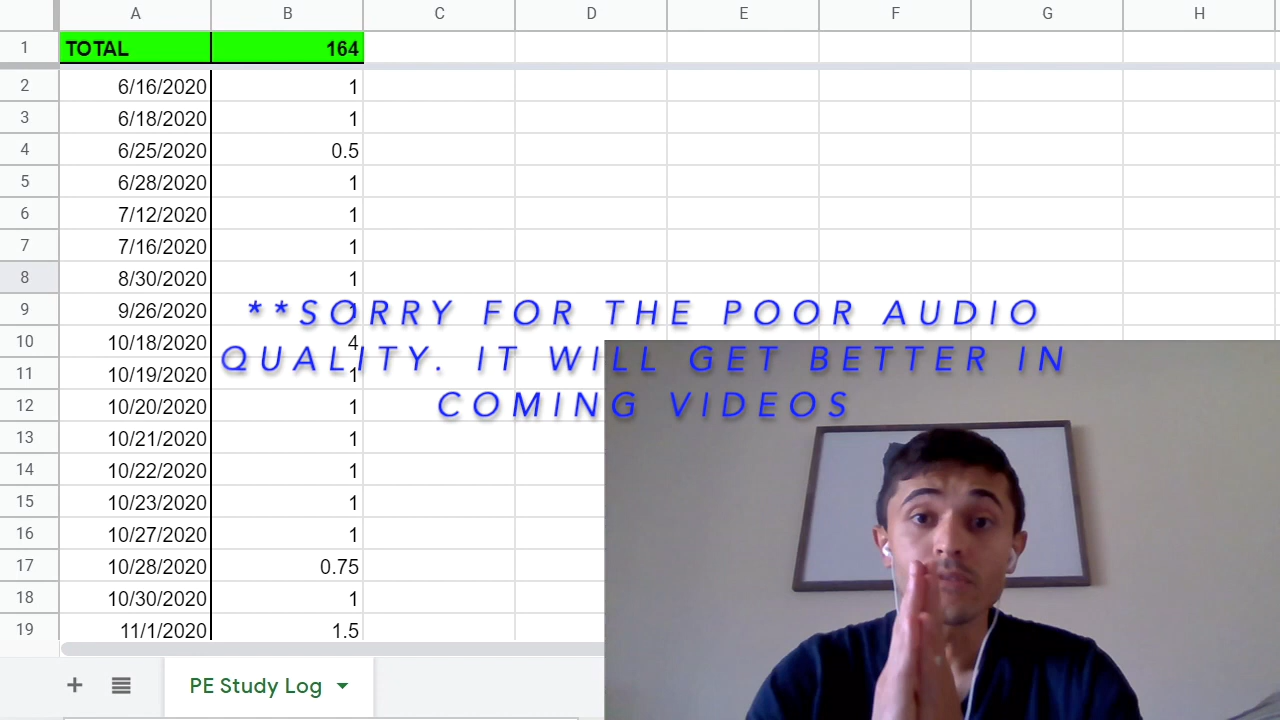 A B C D E F G H
1 TOTAL 164
2 6/16/2020 1
3 6/18/2020 1
4 6/25/2020 0.5
5 6/28/2020 1
6 7/12/2020 1
7 7/16/2020 1
8 8/30/2020 1
9 9/26/2020 1
10 10/18/2020 4
11 10/19/2020 1
12 10/20/2020 1
13 10/21/2020 1
14 10/22/2020 1
15 10/23/2020 1
16 10/27/2020 1
17 10/28/2020 0.75
18 10/30/2020 1
19 11/1/2020 1.5
**SORRY FOR THE POOR AUDIO
QUALITY. IT WILL GET BETTER IN
COMING VIDEOS
PE Study Log